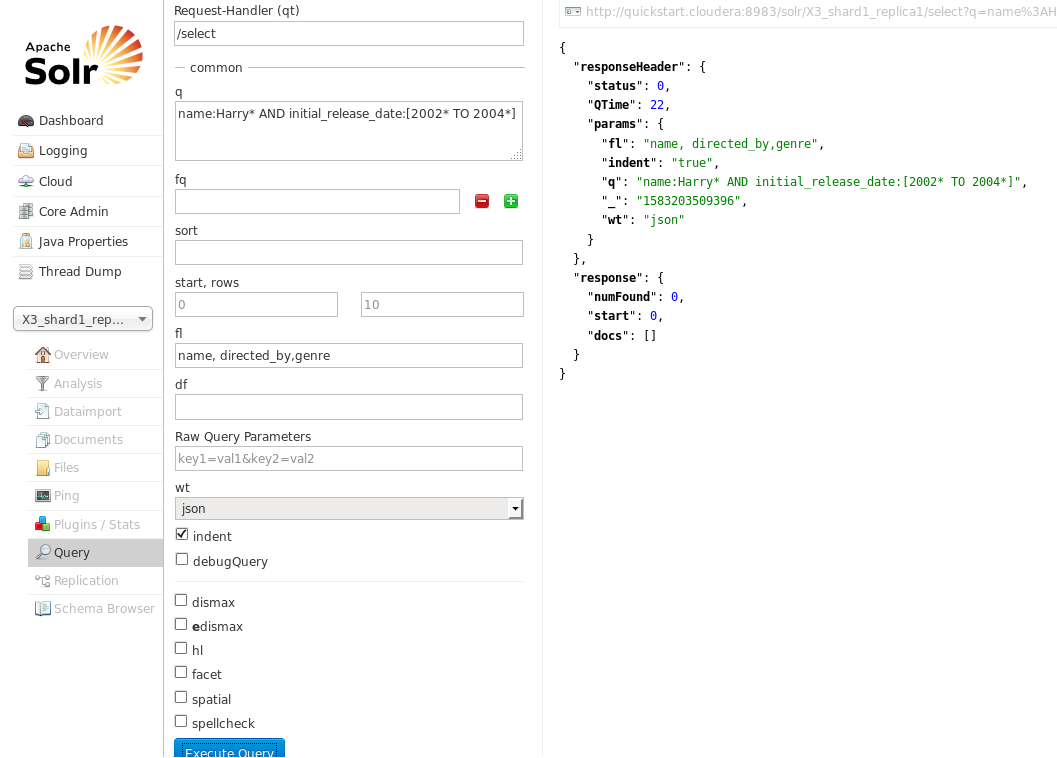 Apache
Solr
Dashboard
Logging
Cloud
Core Admin
Java Properties
Thread Dump
X3_shard1_rep...
Overview
Analysis
Dataimport
Documents
Files
Ping
Plugins / Stats
Query
Replication
Schema Browser
Request-Handler (qt)
/select
common
q
name:Harry* AND initial_release_date:[2002* TO 2004*]
fq
sort
start, rows
0
10
fl
name, directed_by,genre
df
Raw Query Parameters
key1=val1&key2=val2
wt
json
indent
debugQuery
dismax
edismax
hl
facet
spatial
spellcheck
Execute Query
http://quickstart.cloudera:8983/solr/X3_shard1_replica1/select?q=name%3AH
{
"responseHeader": {
"status": 0,
"QTime": 22,
"params": {
"fl": "name, directed_by,genre",
"indent": "true",
"q": "name:Harry* AND initial_release_date:[2002* TO 2004*]",
"_": "1583203509396",
"wt": "json"
}
},
"response": {
"numFound": 0,
"start": 0,
"docs": []
}
}